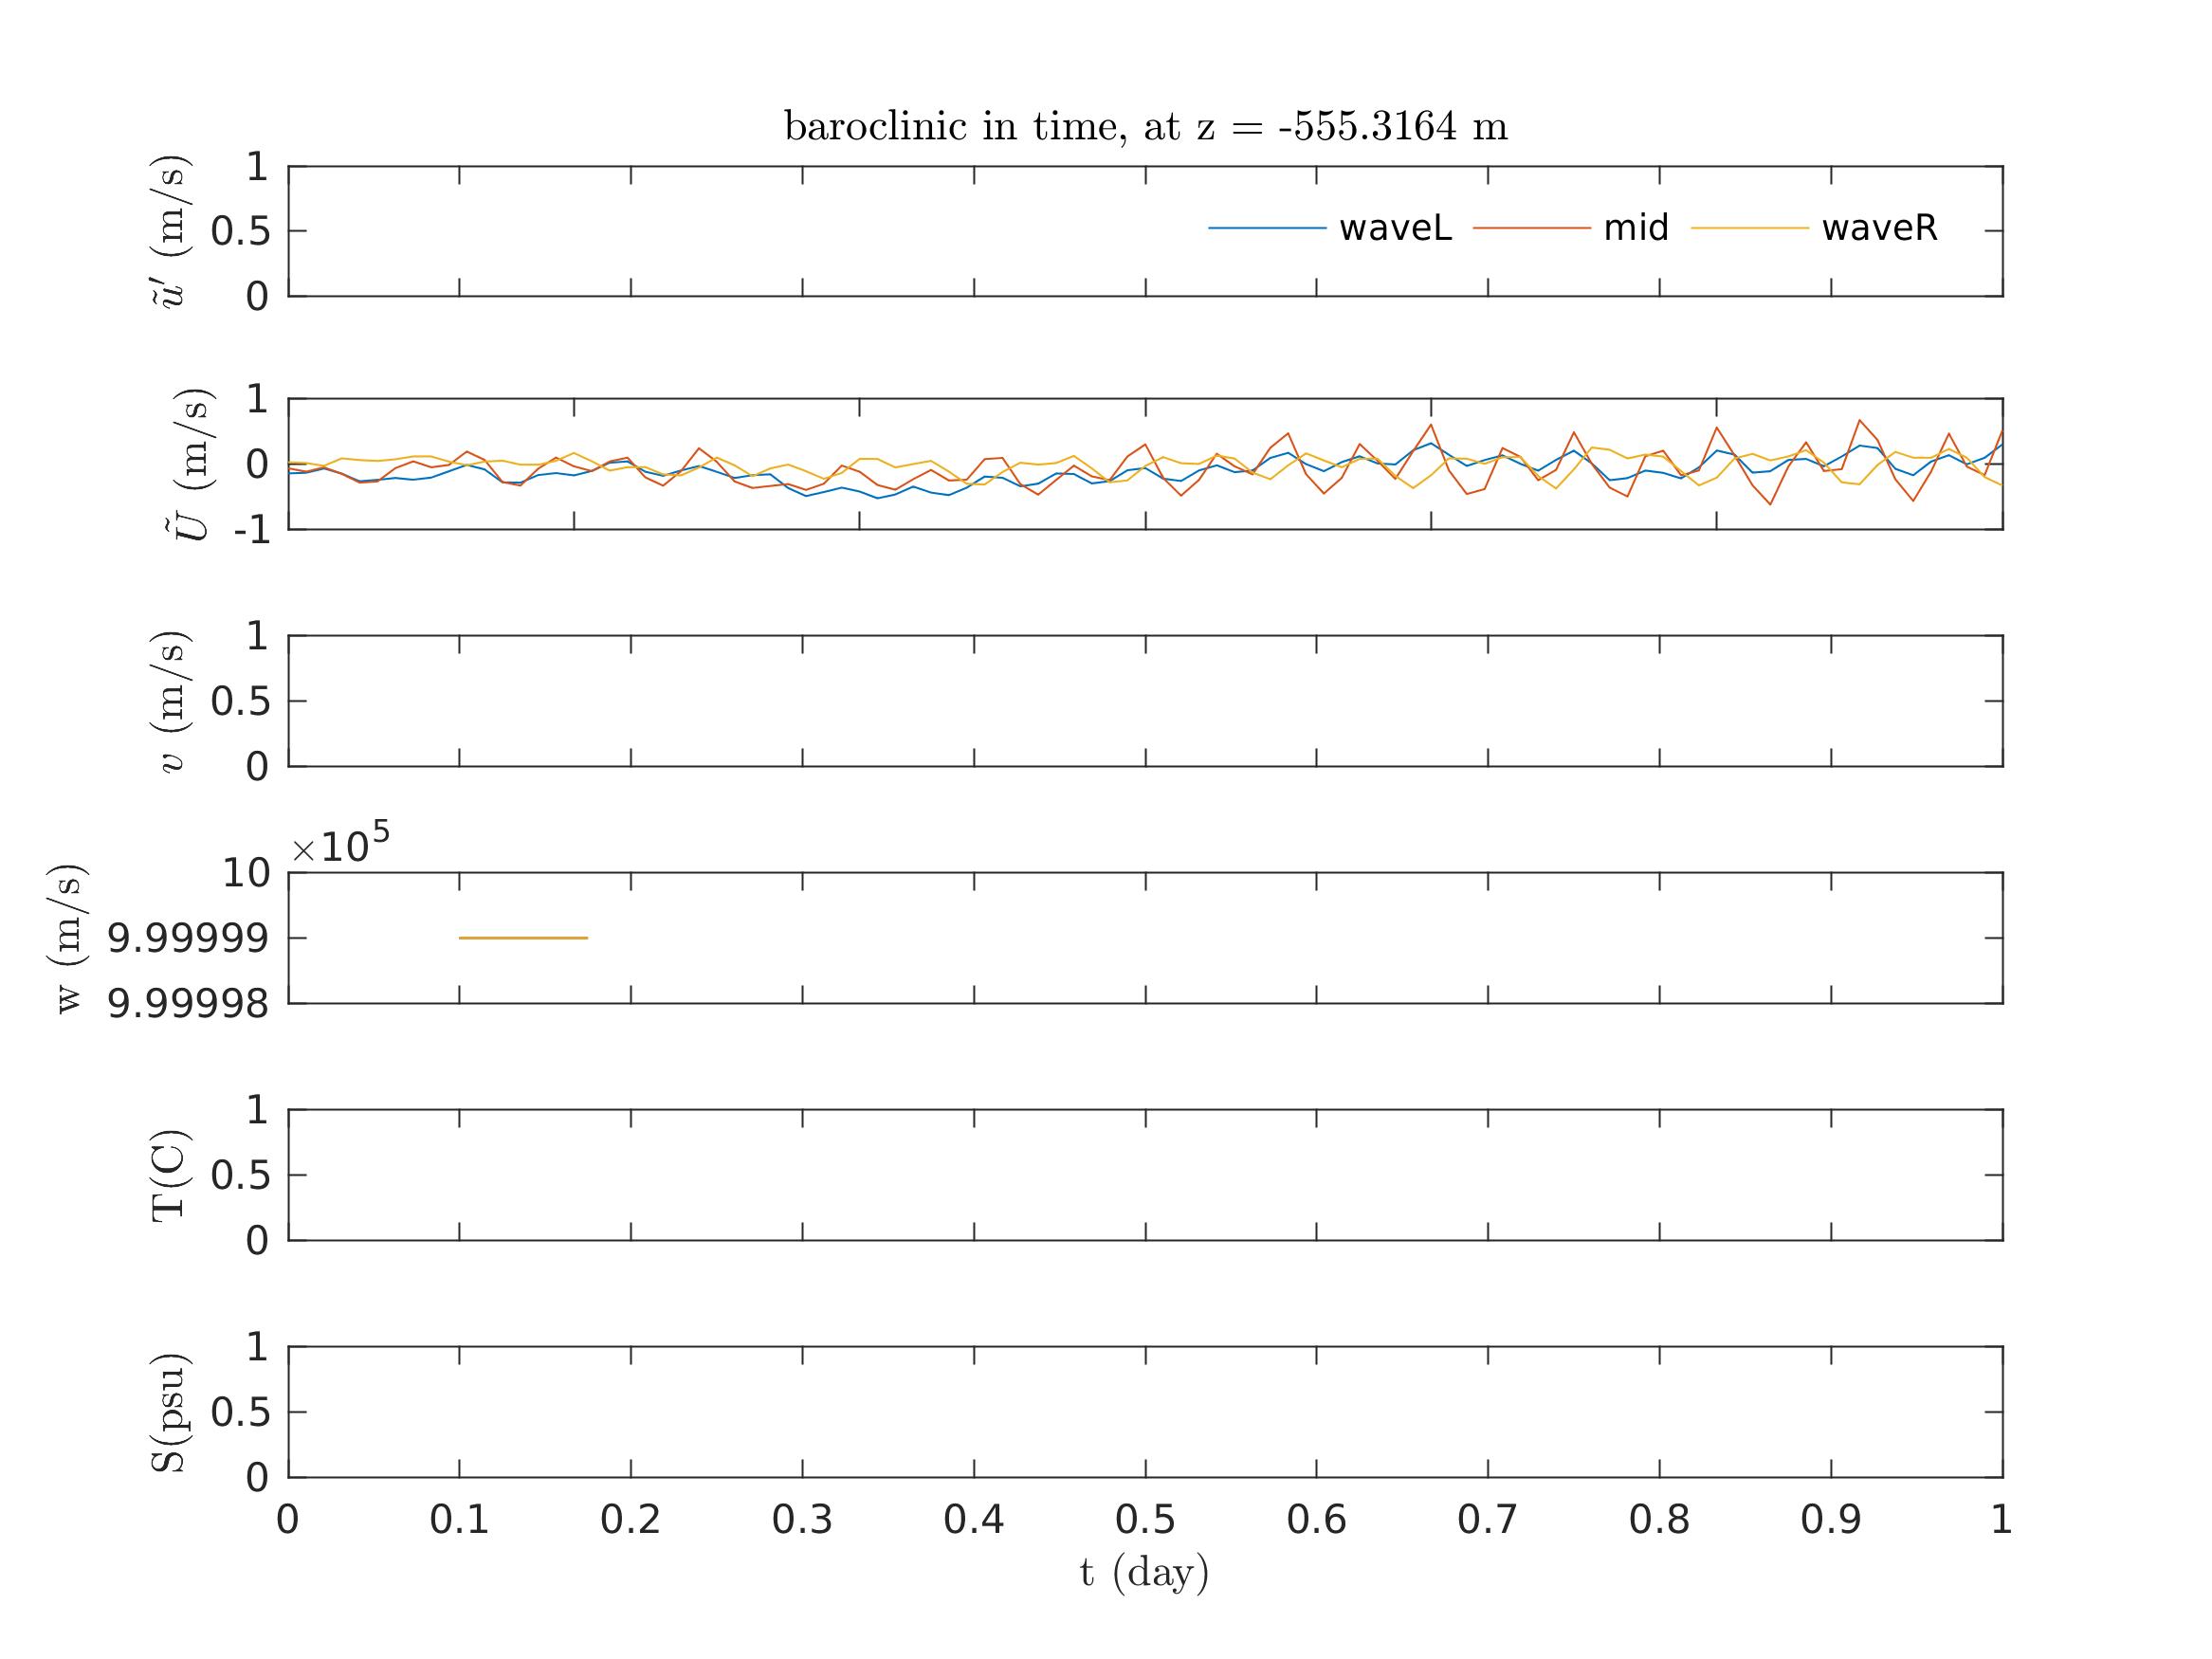 baroclinic in time, at z = -555.3164 m
ũ′ (m/s)
1
0.5
0
waveL mid waveR
Ũ (m/s)
1
0
-1
v (m/s)
1
0.5
0
×10^5
w (m/s)
10
9.99999
9.99998
T(C)
1
0.5
0
S(psu)
1
0.5
0
0 0.1 0.2 0.3 0.4 0.5 0.6 0.7 0.8 0.9 1
t (day)